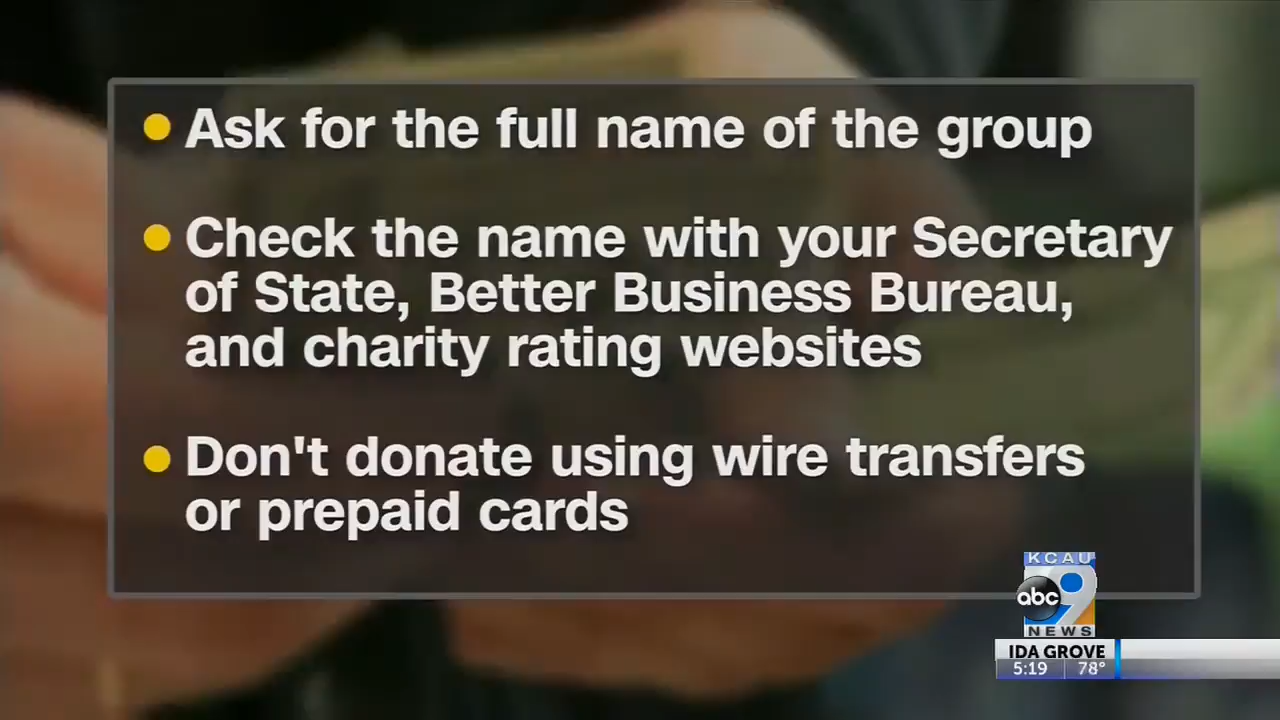 Ask for the full name of the group
Check the name with your Secretary
of State, Better Business Bureau,
and charity rating websites
Don't donate using wire transfers
or prepaid cards
KCAU
abc 9
NEWS
IDA GROVE
5:19 78°